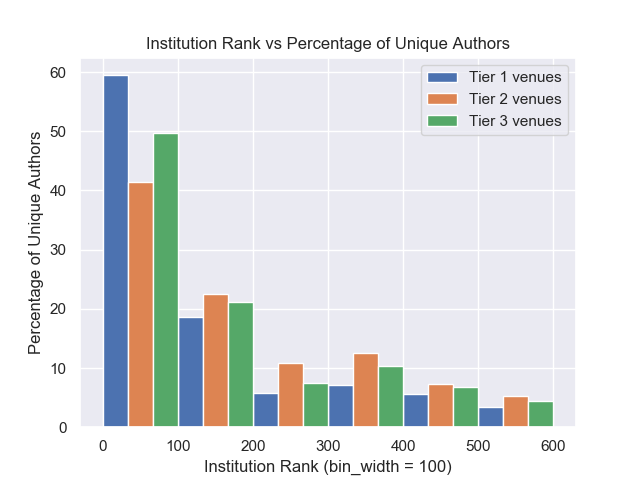 Institution Rank vs Percentage of Unique Authors
Tier 1 venues
Tier 2 venues
Tier 3 venues
Percentage of Unique Authors
60
50
40
30
20
10
0
0 100 200 300 400 500 600
Institution Rank (bin_width = 100)